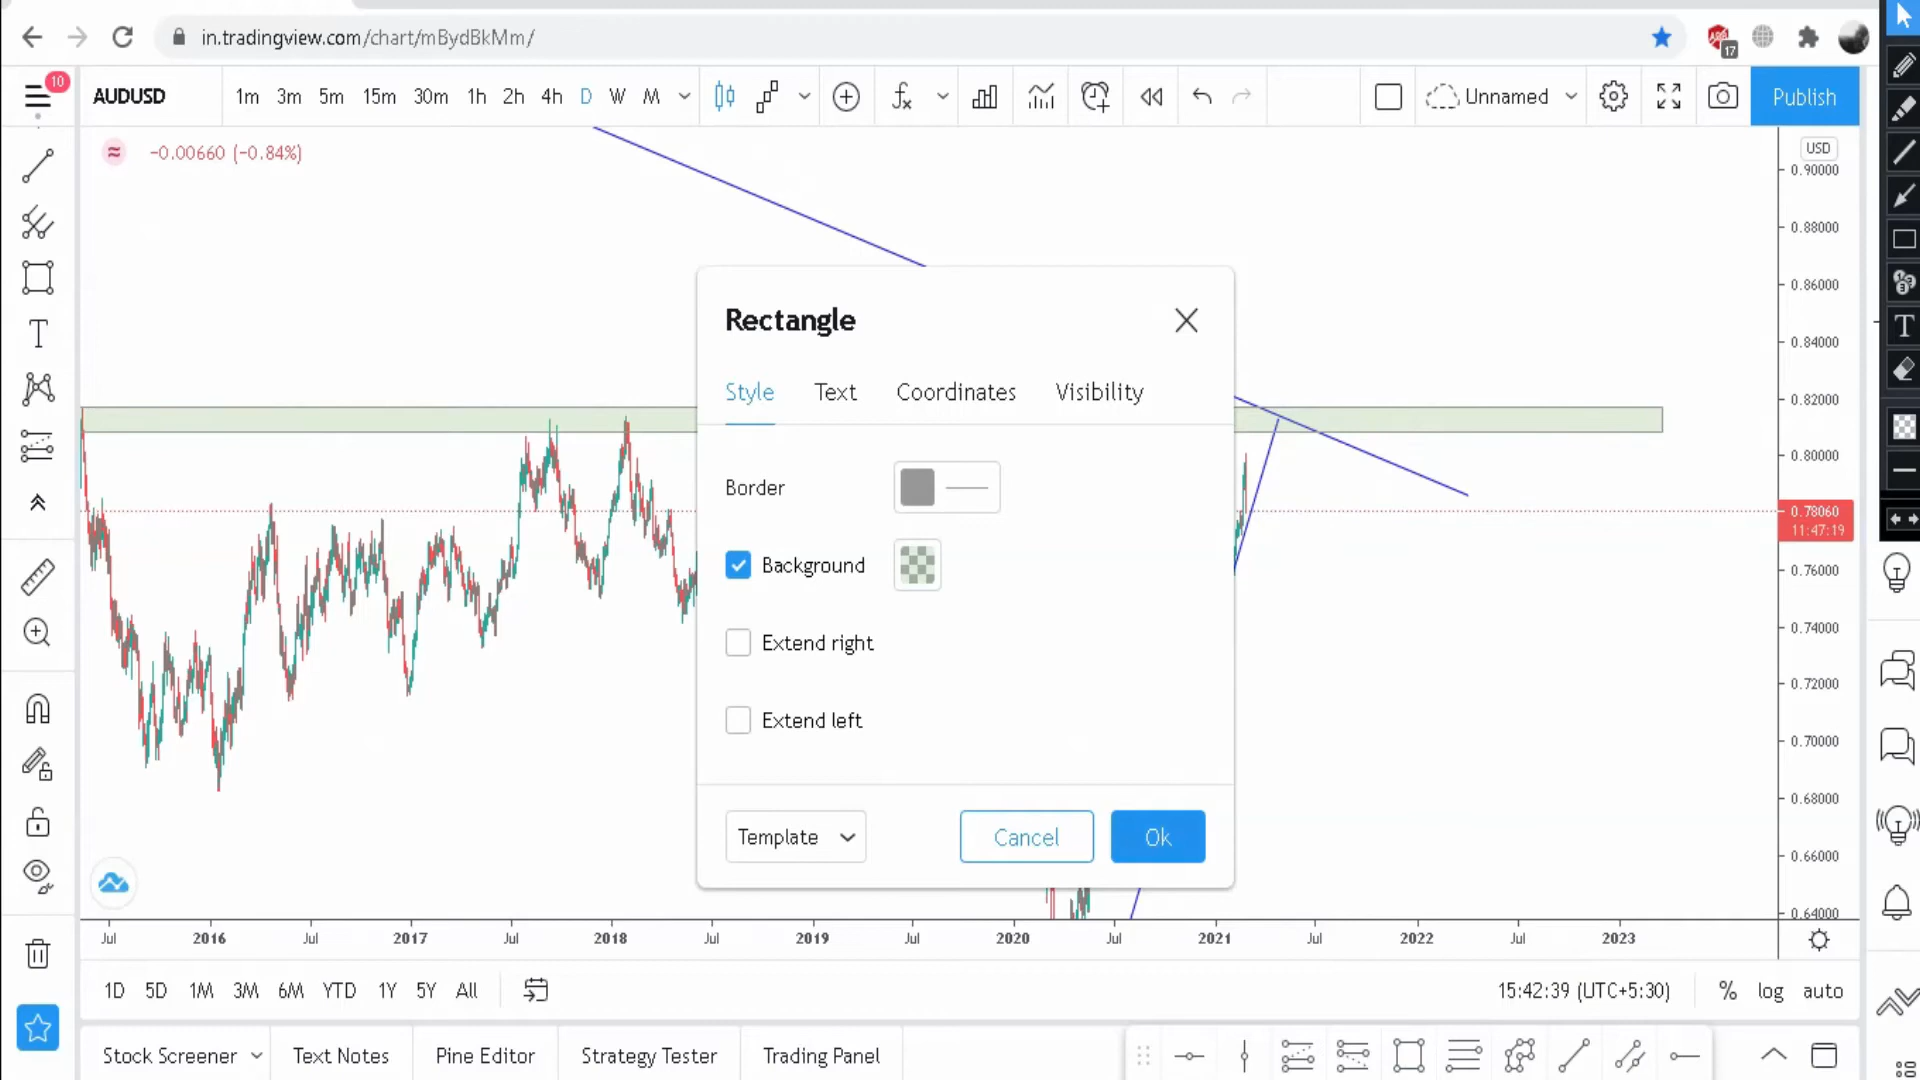 in.tradingview.com/chart/mBydBkMm/
17
10
AUDUSD
1m 3m 5m 15m 30m 1h 2h 4h D W M
Unnamed
Publish
−0.00660 (−0.84%)
USD
0.90000
0.88000
0.86000
0.84000
0.82000
0.80000
0.78060
11:47:19
0.76000
0.74000
0.72000
0.70000
0.68000
0.66000
0.64000
Rectangle
Style Text Coordinates Visibility
Border
Background
Extend right
Extend left
Template
Cancel
Ok
Jul 2016 Jul 2017 Jul 2018 Jul 2019 Jul 2020 Jul 2021 Jul 2022 Jul 2023
1D 5D 1M 3M 6M YTD 1Y 5Y All
15:42:39 (UTC+5:30)
% log auto
Stock Screener Text Notes Pine Editor Strategy Tester Trading Panel